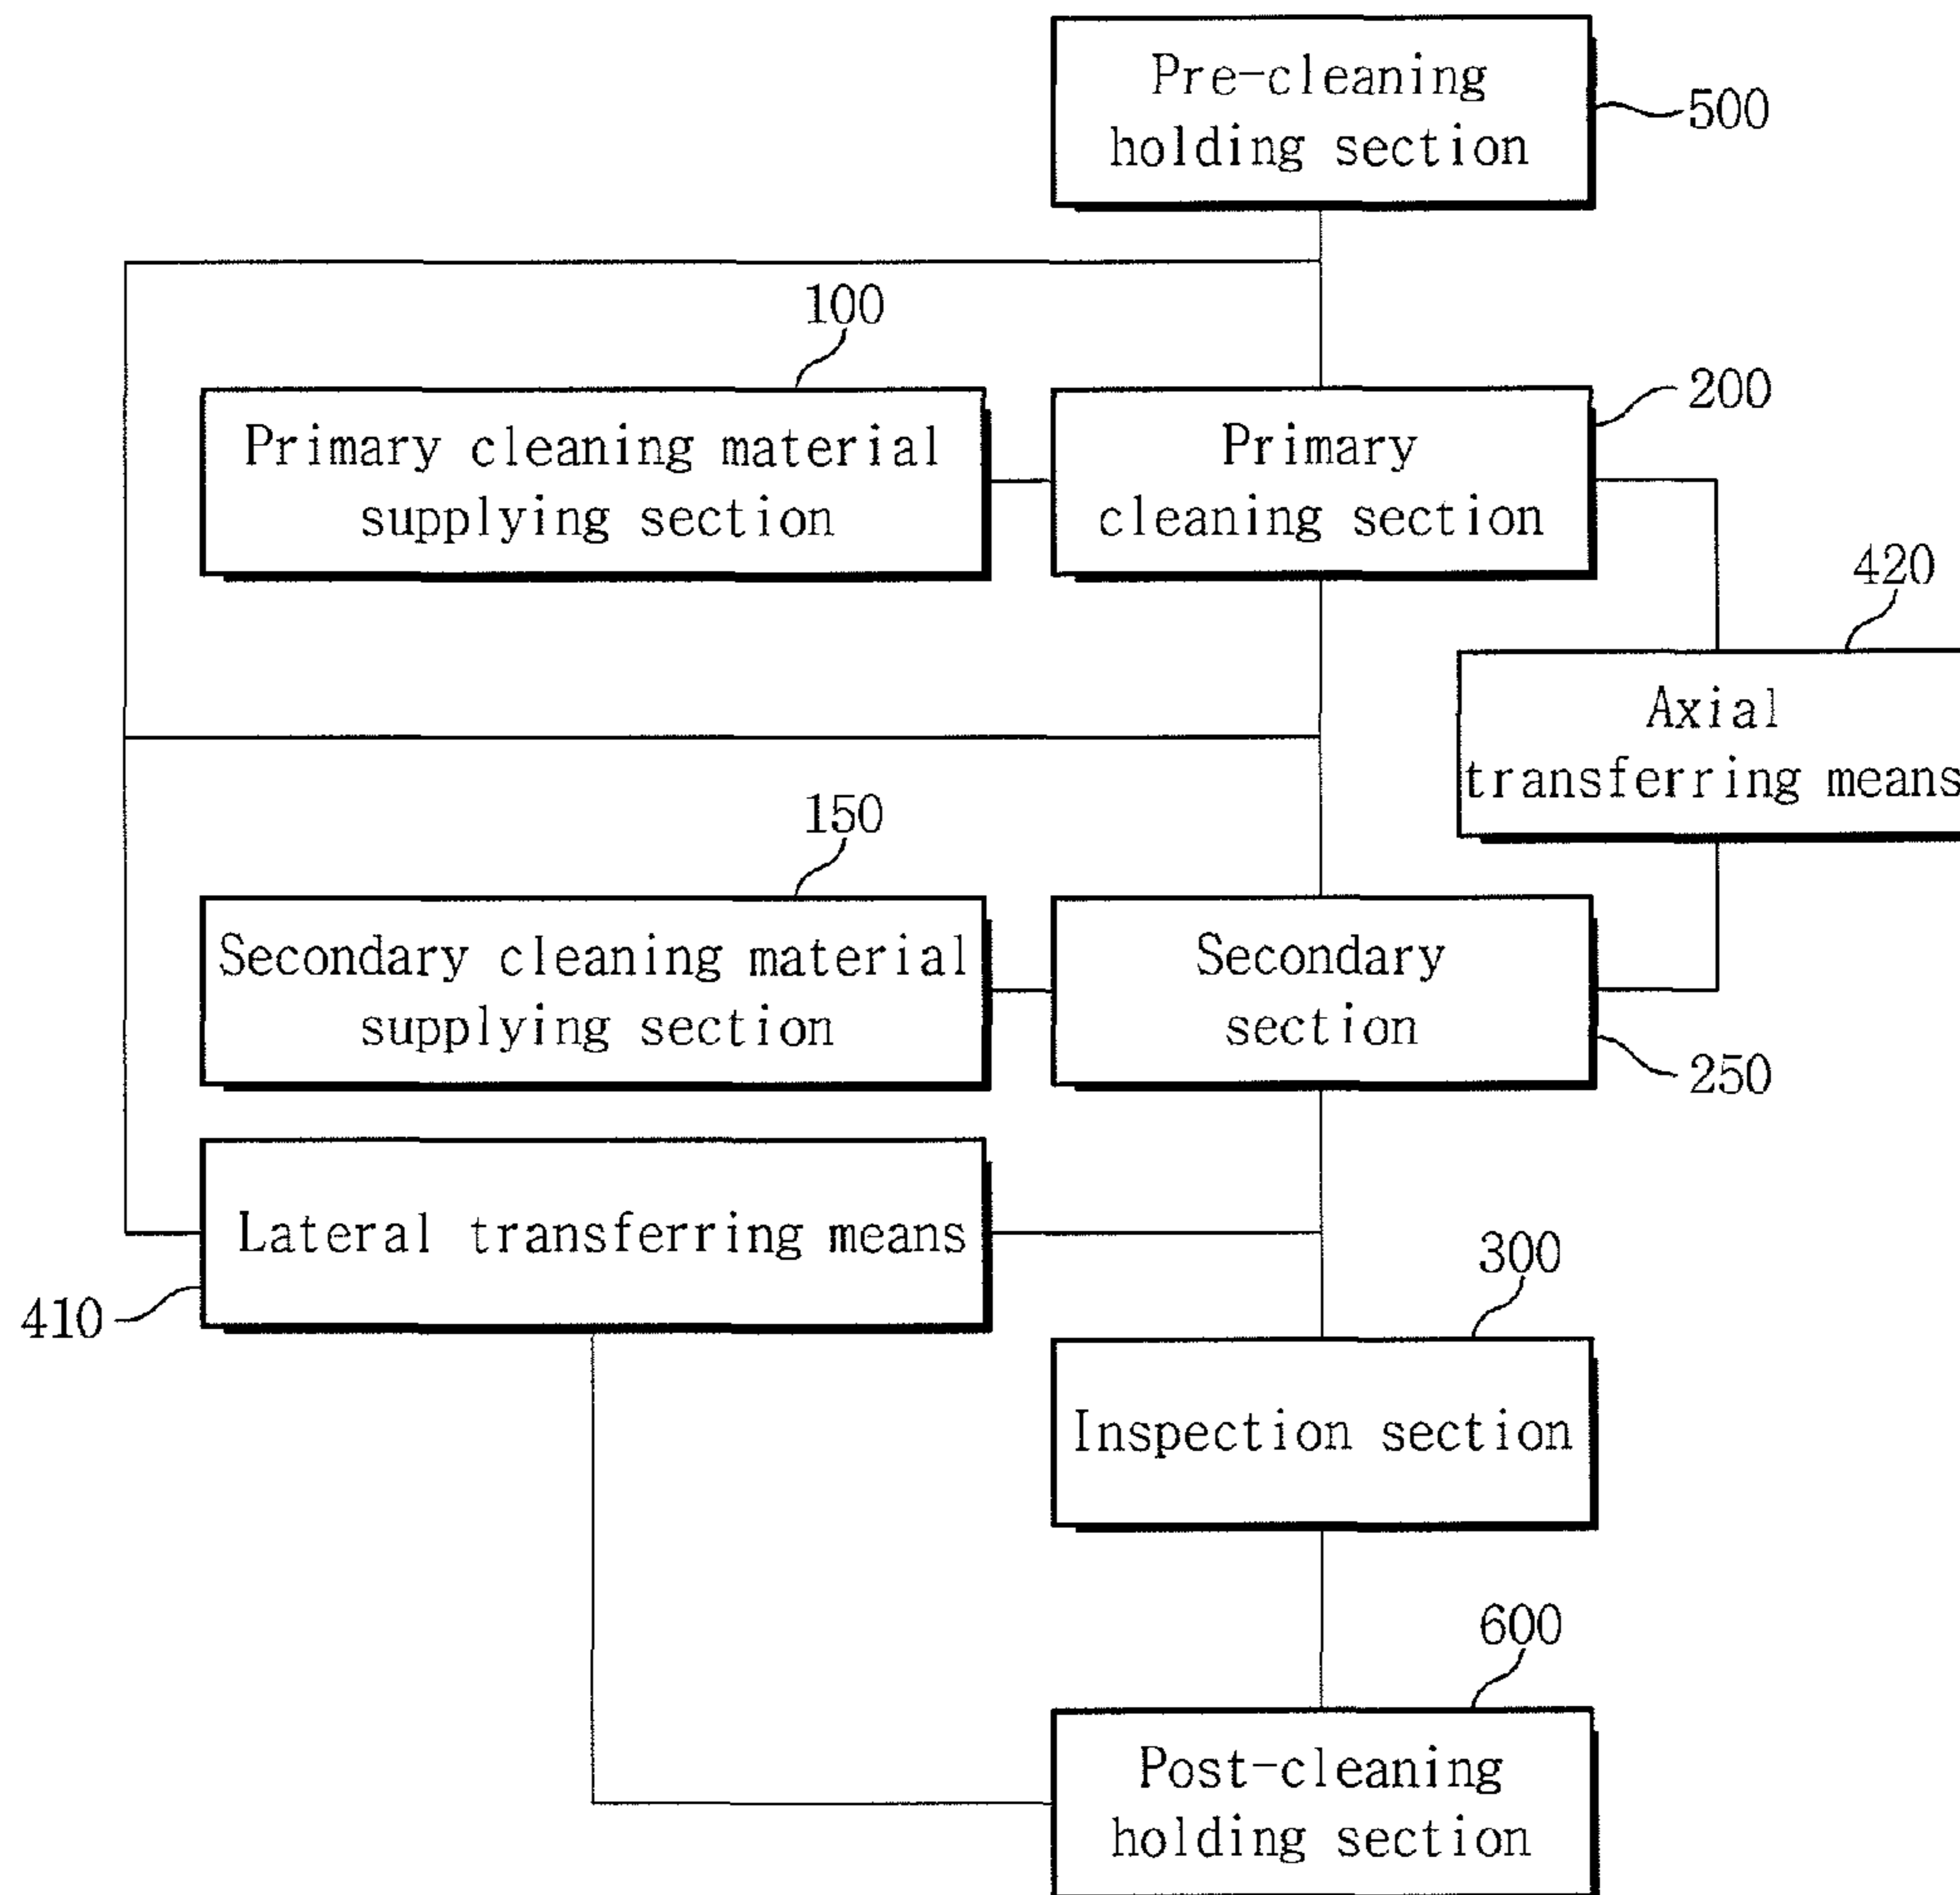 Pre-cleaning
holding section
500
100
200
Primary cleaning material
supplying section
Primary
cleaning section
420
Axial
transferring means
150
Secondary cleaning material
supplying section
Secondary
section
250
Lateral transferring means
410
300
Inspection section
600
Post-cleaning
holding section